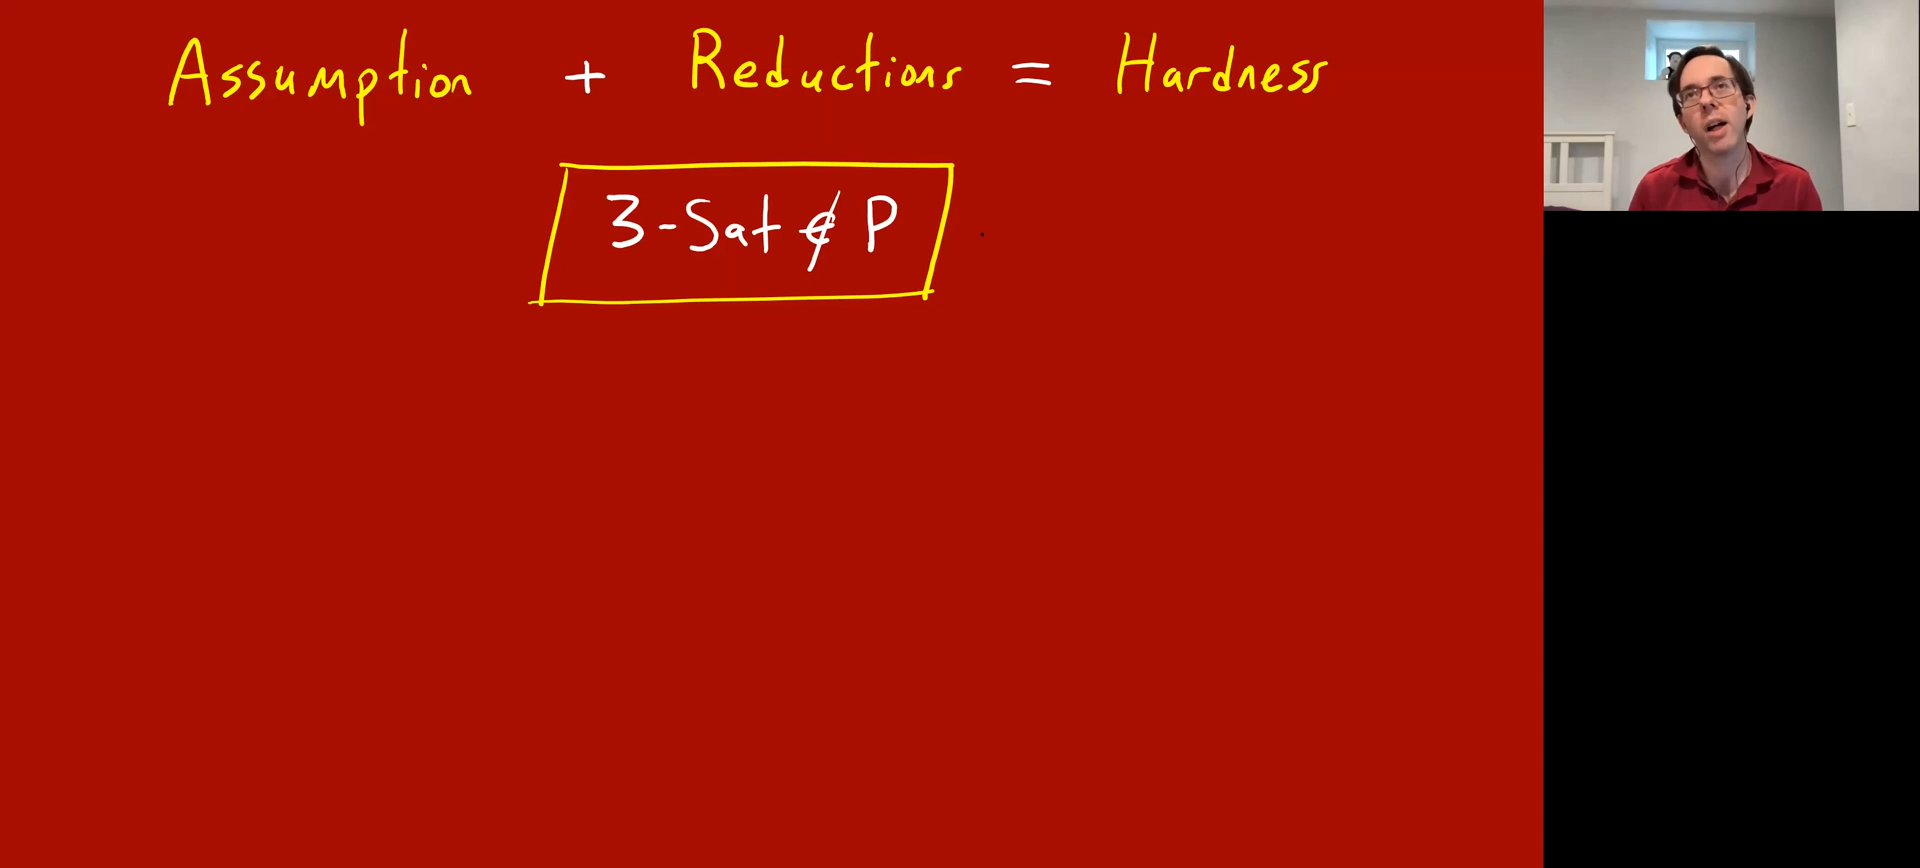 Assumption + Reductions = Hardness
3-Sat ∉ P